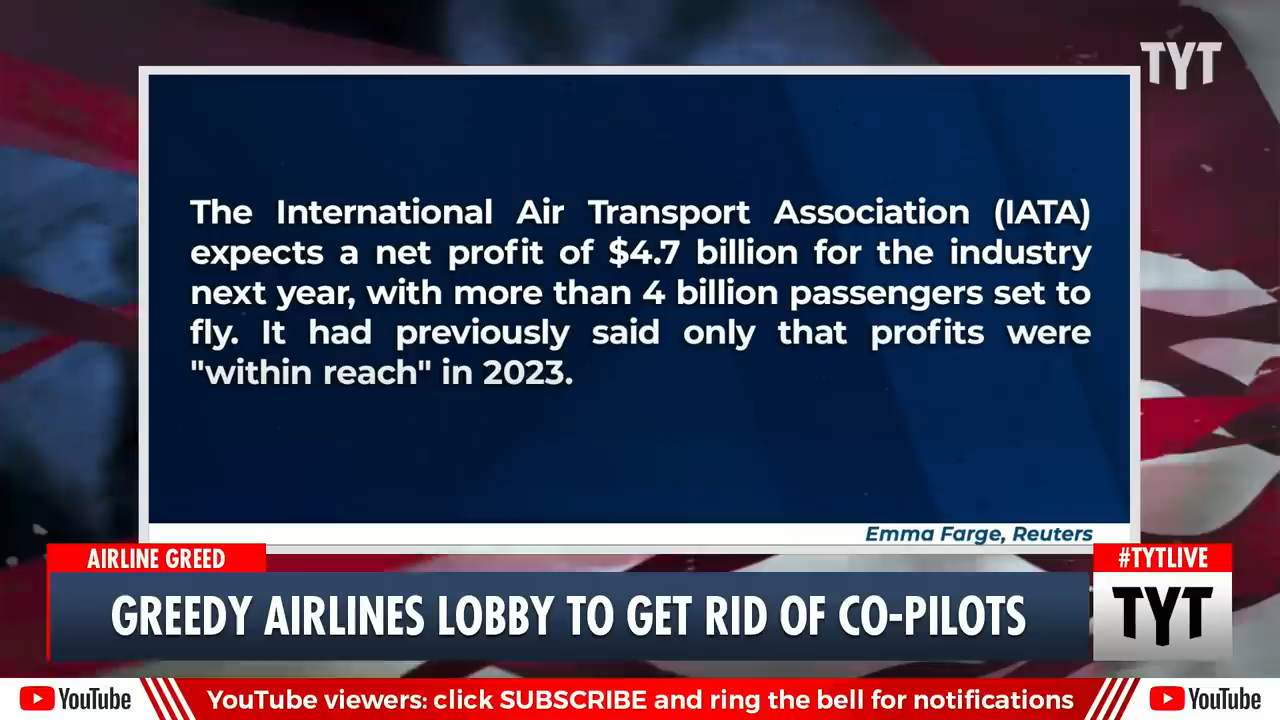 TYT
The International Air Transport Association (IATA)
expects a net profit of $4.7 billion for the industry
next year, with more than 4 billion passengers set to
fly. It had previously said only that profits were
"within reach" in 2023.
Emma Farge, Reuters
AIRLINE GREED
#TYTLIVE
GREEDY AIRLINES LOBBY TO GET RID OF CO-PILOTS
TYT
YouTube
YouTube viewers: click SUBSCRIBE and ring the bell for notifications
YouTube